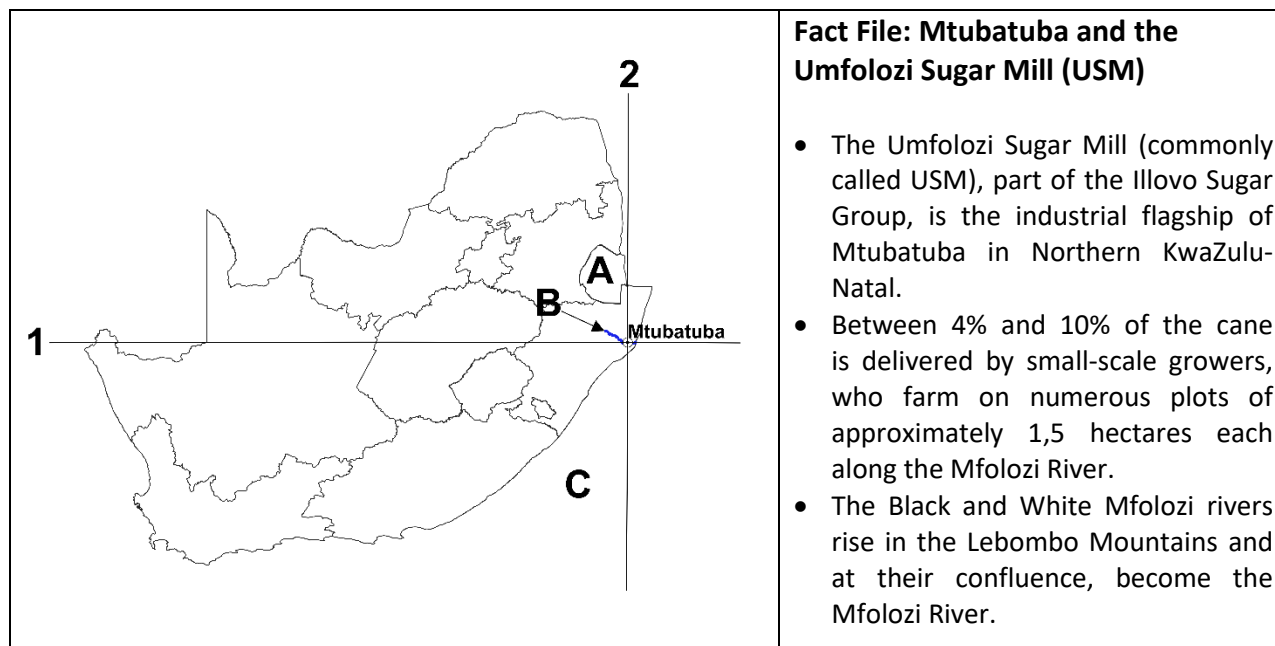 2
A
B
Mtubatuba
1
C
Fact File: Mtubatuba and the
Umfolozi Sugar Mill (USM)
• The Umfolozi Sugar Mill (commonly
called USM), part of the Illovo Sugar
Group, is the industrial flagship of
Mtubatuba in Northern KwaZulu-
Natal.
• Between 4% and 10% of the cane
is delivered by small-scale growers,
who farm on numerous plots of
approximately 1,5 hectares each
along the Mfolozi River.
• The Black and White Mfolozi rivers
rise in the Lebombo Mountains and
at their confluence, become the
Mfolozi River.